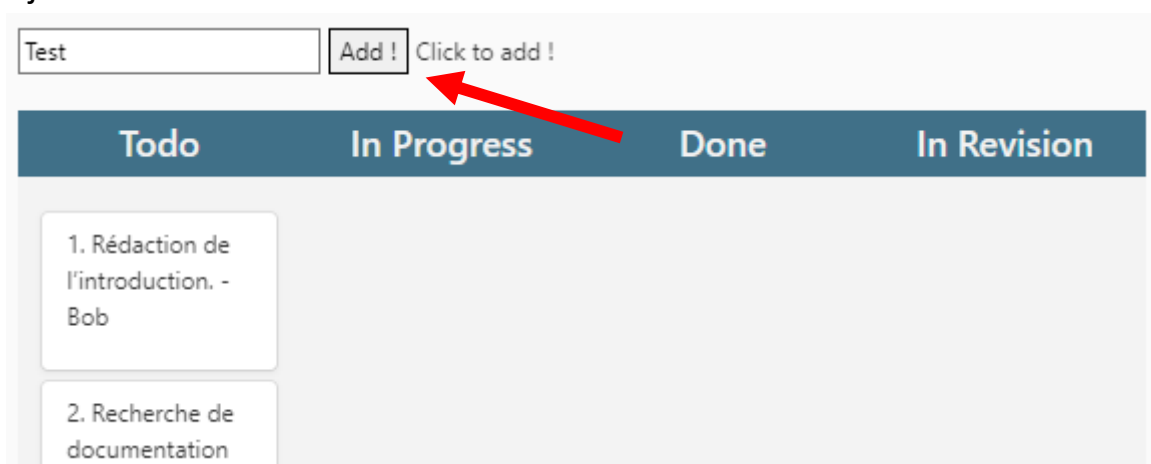 Test Add ! Click to add !
Todo In Progress Done In Revision
1. Rédaction de
l'introduction. -
Bob
2. Recherche de
documentation